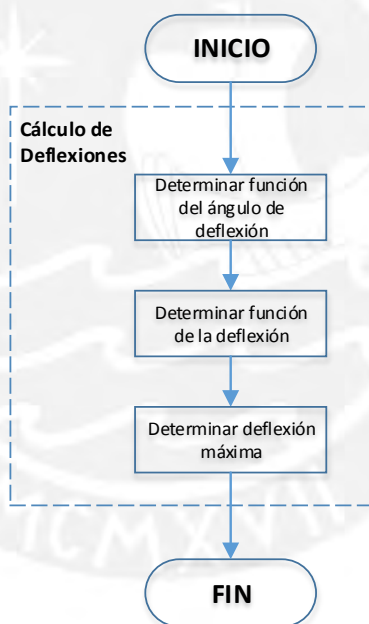 INICIO
Cálculo de
Deflexiones
Determinar función
del ángulo de
deflexión
Determinar función
de la deflexión
Determinar deflexión
máxima
MCMXVII
FIN